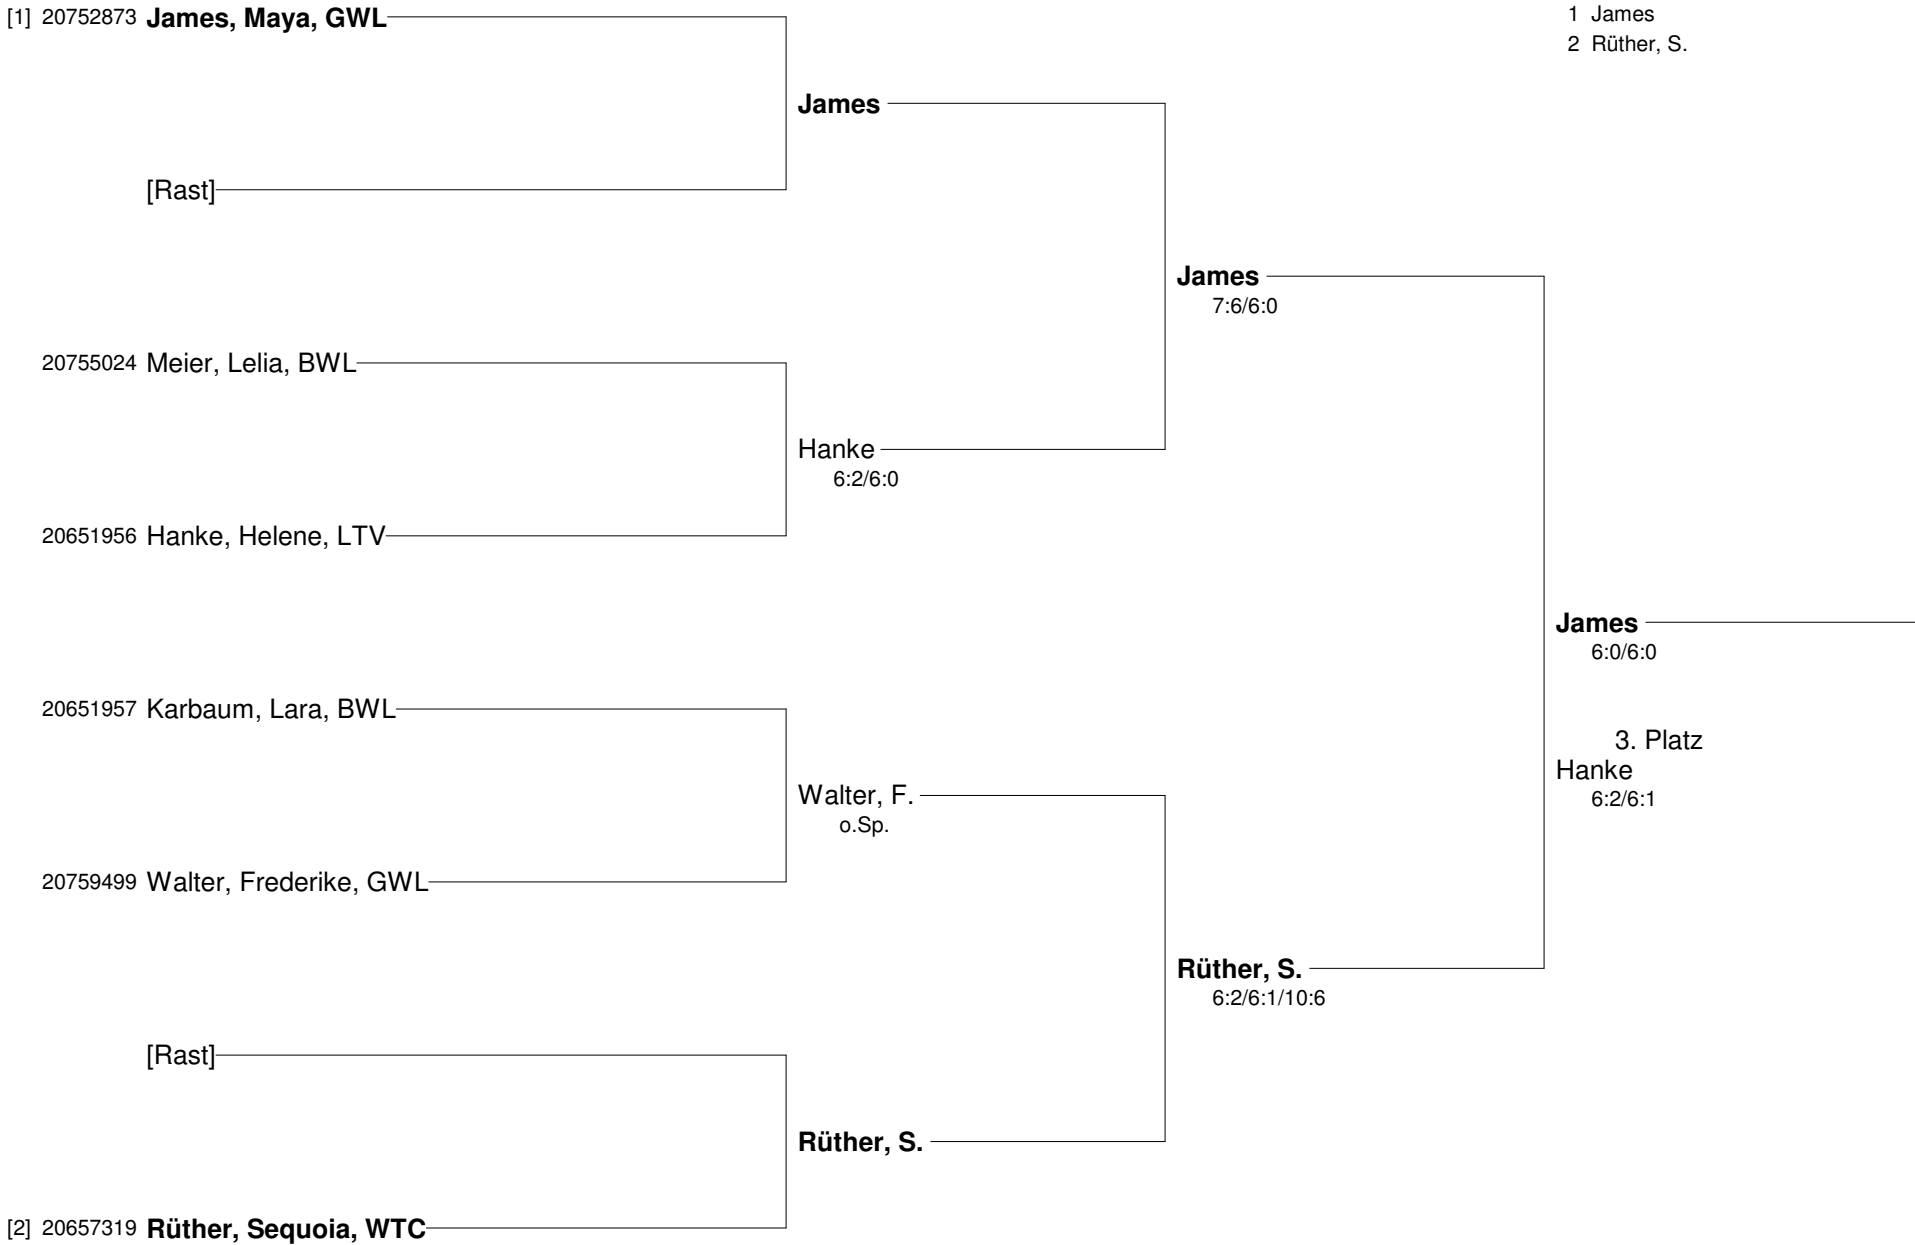 [1] 20752873 James, Maya, GWL
1 James
2 Rüther, S.
James
[Rast]
James
7:6/6:0
20755024 Meier, Lelia, BWL
Hanke
6:2/6:0
20651956 Hanke, Helene, LTV
James
6:0/6:0
20651957 Karbaum, Lara, BWL
3. Platz
Hanke
6:2/6:1
Walter, F.
o.Sp.
20759499 Walter, Frederike, GWL
Rüther, S.
6:2/6:1/10:6
[Rast]
Rüther, S.
[2] 20657319 Rüther, Sequoia, WTC